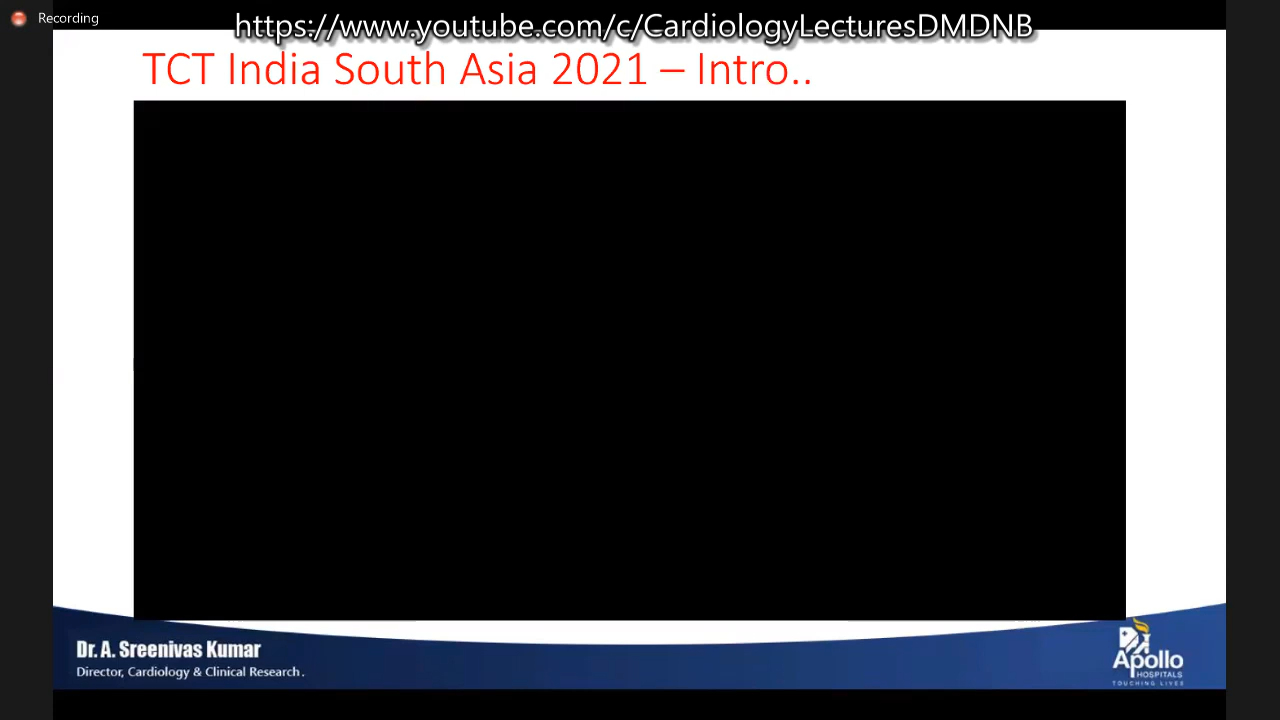 Recording
https://www.youtube.com/c/CardiologyLecturesDMDNB
TCT India South Asia 2021 – Intro..
Dr. A. Sreenivas Kumar
Director, Cardiology & Clinical Research.
Apollo
HOSPITALS
TOUCHING LIVES